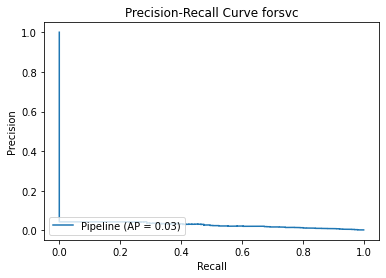 Precision-Recall Curve forsvc
1.0
0.8
0.6
0.4
0.2
0.0
Precision
Pipeline (AP = 0.03)
0.0 0.2 0.4 0.6 0.8 1.0
Recall